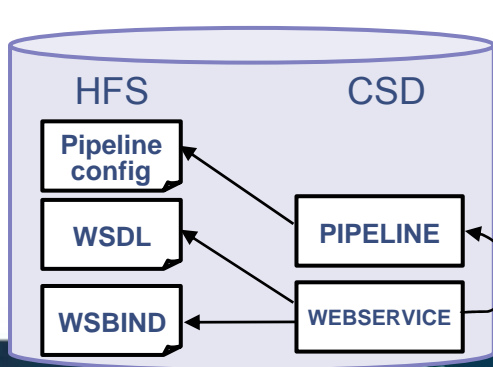 HFS
CSD
Pipeline
config
WSDL
PIPELINE
WSBIND
WEBSERVICE